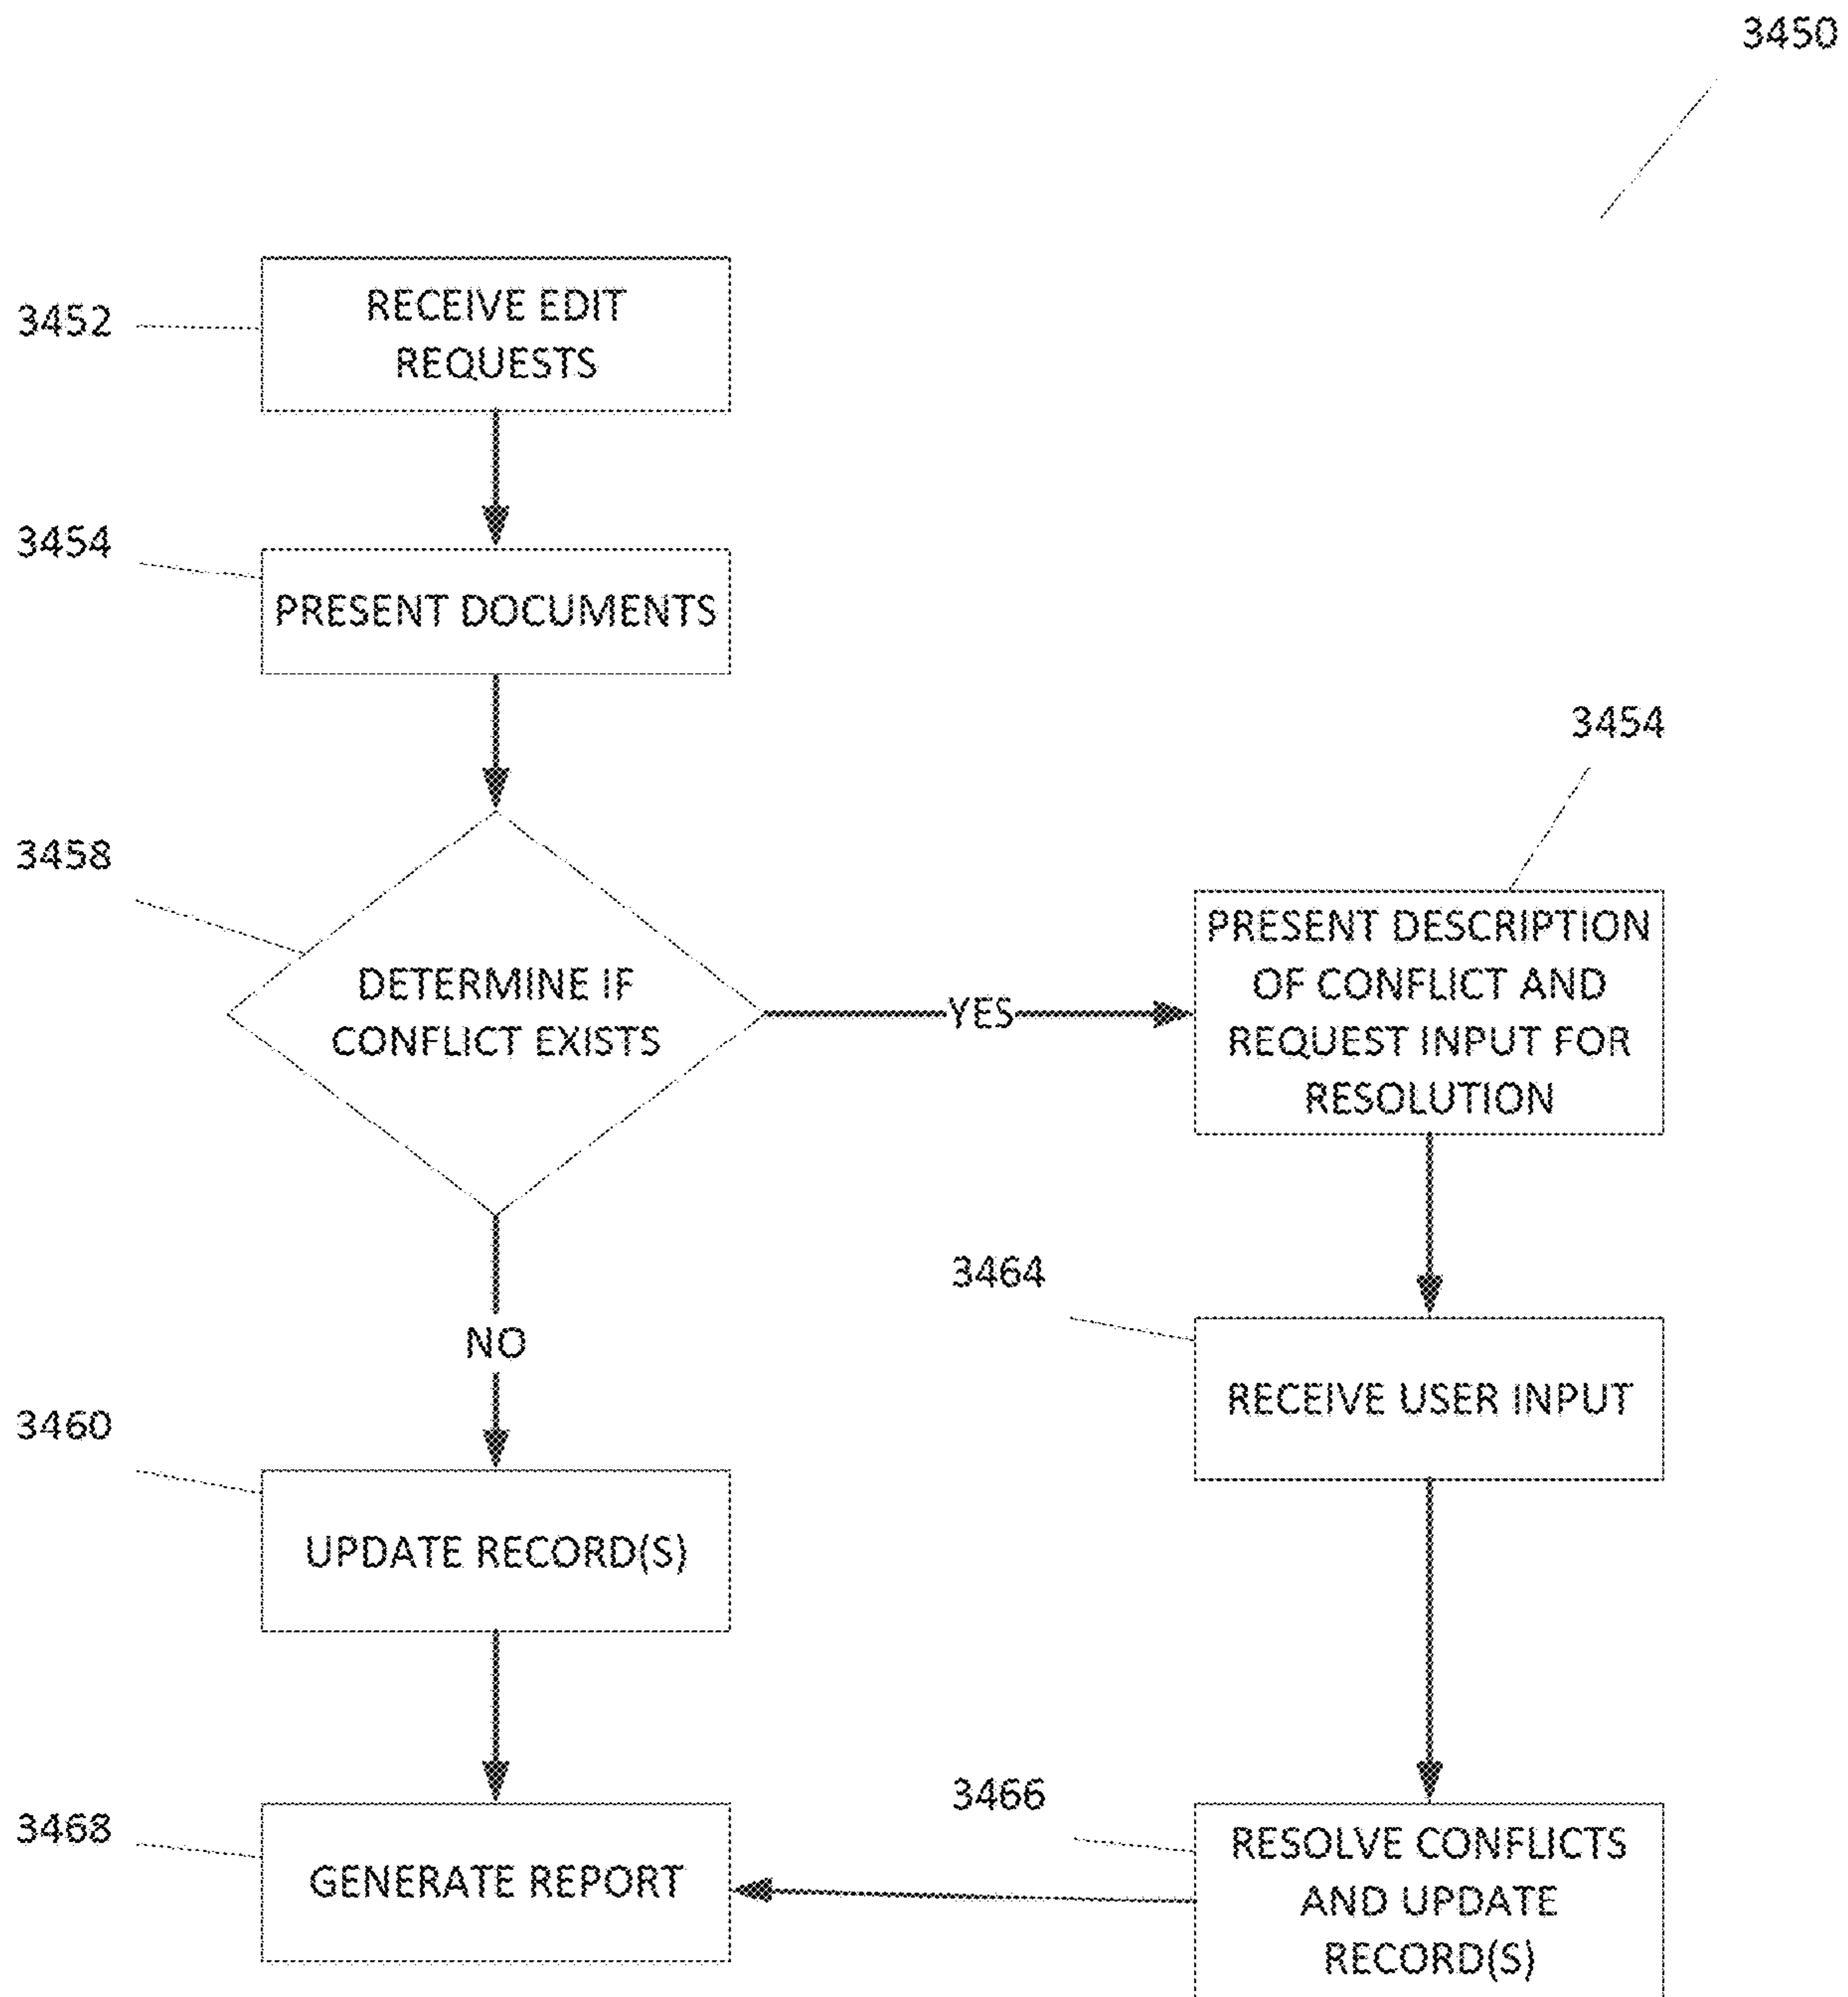 3450
3452
RECEIVE EDIT
REQUESTS
3454
PRESENT DOCUMENTS
3458
DETERMINE IF
CONFLICT EXISTS
YES
3454
PRESENT DESCRIPTION
OF CONFLICT AND
REQUEST INPUT FOR
RESOLUTION
NO
3464
RECEIVE USER INPUT
3460
UPDATE RECORD(S)
3466
RESOLVE CONFLICTS
AND UPDATE
RECORD(S)
3468
GENERATE REPORT